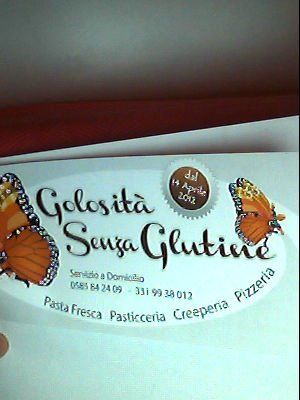 dal
14 Aprile
2012
Golosità
Senza Glutine
Servizio a Domicilio
0585 84 24 09 - 331 99 38 012
Pasta Fresca Pasticceria Creeperia Pizzeria